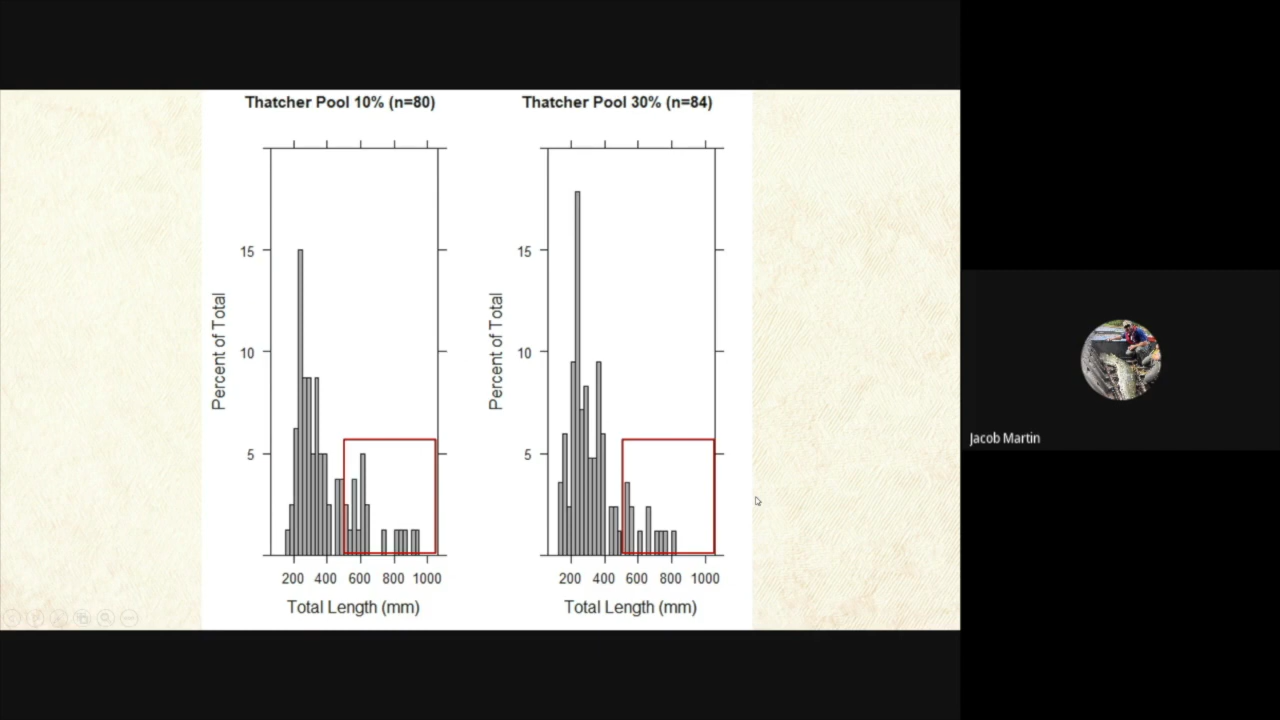 Thatcher Pool 10% (n=80)
15
10
5
Percent of Total
200 400 600 800 1000
Total Length (mm)
Thatcher Pool 30% (n=84)
15
10
5
Percent of Total
200 400 600 800 1000
Total Length (mm)
Jacob Martin